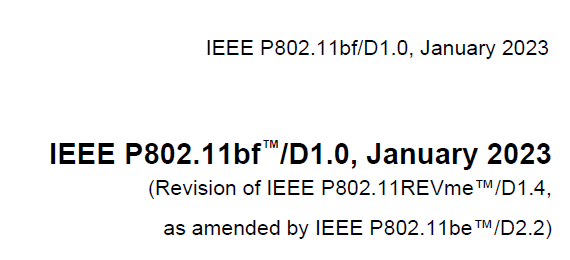 IEEE P802.11bf/D1.0, January 2023
IEEE P802.11bf™/D1.0, January 2023
(Revision of IEEE P802.11REVme™/D1.4,
as amended by IEEE P802.11be™/D2.2)